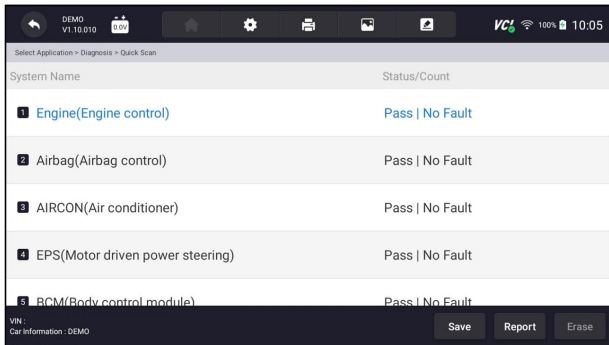 DEMO
V1.10.010
0.0V
VCI
100%
10:05
Select Application > Diagnosis > Quick Scan
System Name Status/Count
1 Engine(Engine control) Pass | No Fault
2 Airbag(Airbag control) Pass | No Fault
3 AIRCON(Air conditioner) Pass | No Fault
4 EPS(Motor driven power steering) Pass | No Fault
5 BCM(Body control module) Pass | No Fault
VIN :
Car Information : DEMO
Save Report Erase